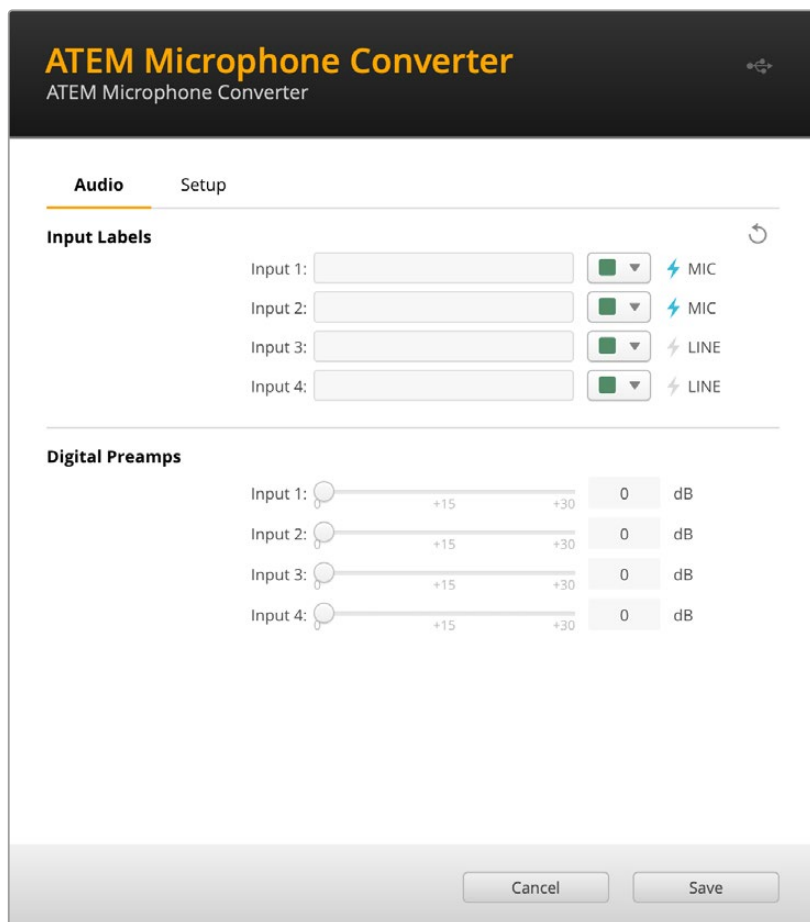 ATEM Microphone Converter
ATEM Microphone Converter
Audio Setup
Input Labels
Input 1: MIC
Input 2: MIC
Input 3: LINE
Input 4: LINE
Digital Preamps
Input 1: 0 dB
0 +15 +30
Input 2: 0 dB
0 +15 +30
Input 3: 0 dB
0 +15 +30
Input 4: 0 dB
0 +15 +30
Cancel Save